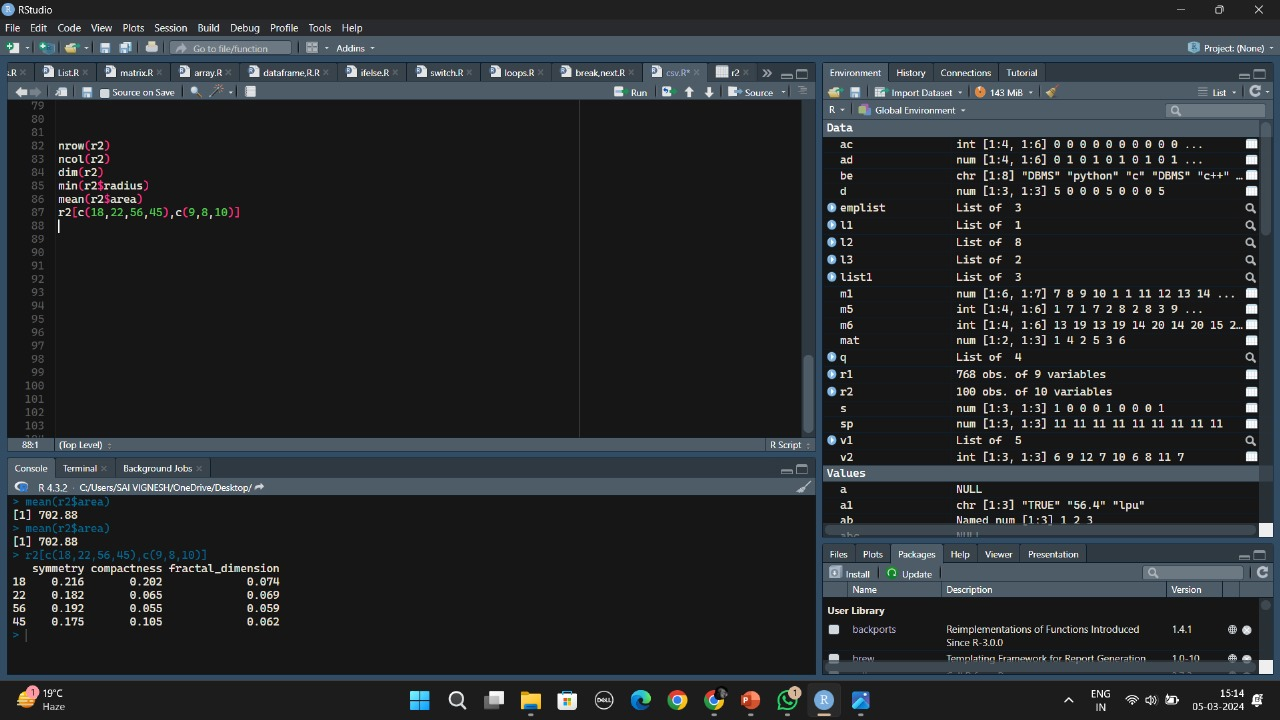 RStudio
File Edit Code View Plots Session Build Debug Profile Tools Help
Go to file/function Addins Project: (None)
s.R List.R matrix.R array.R dataframe,R.R ifelse.R switch.R loops.R break,next.R csv.R* r2
Source on Save Run Source
79
80
81
82 nrow(r2)
83 ncol(r2)
84 dim(r2)
85 min(r2$radius)
86 mean(r2$area)
87 r2[c(18,22,56,45),c(9,8,10)]
88
89
90
91
92
93
94
95
96
97
98
99
100
101
102
103
88:1 (Top Level) R Script
Console Terminal Background Jobs
R 4.3.2 · C:/Users/SAI VIGNESH/OneDrive/Desktop/
> mean(r2$area)
[1] 702.88
> mean(r2$area)
[1] 702.88
> r2[c(18,22,56,45),c(9,8,10)]
symmetry compactness fractal_dimension
18 0.216 0.202 0.074
22 0.182 0.065 0.069
56 0.192 0.055 0.059
45 0.175 0.105 0.062
>
Environment History Connections Tutorial
Import Dataset 143 MiB List
R Global Environment
Data
ac int [1:4, 1:6] 0 0 0 0 0 0 0 0 0 0 ...
ad num [1:4, 1:6] 0 1 0 1 0 1 0 1 0 1 ...
be chr [1:8] "DBMS" "python" "c" "DBMS" "c++" …
d num [1:3, 1:3] 5 0 0 0 5 0 0 0 5
emplist List of 3
l1 List of 1
l2 List of 8
l3 List of 2
list1 List of 3
m1 num [1:6, 1:7] 7 8 9 10 1 1 11 12 13 14 ...
m5 int [1:4, 1:6] 1 7 1 7 2 8 2 8 3 9 ...
m6 int [1:4, 1:6] 13 19 13 19 14 20 14 20 15 2…
mat num [1:2, 1:3] 1 4 2 5 3 6
q List of 4
r1 768 obs. of 9 variables
r2 100 obs. of 10 variables
s num [1:3, 1:3] 1 0 0 0 1 0 0 0 1
sp num [1:3, 1:3] 11 11 11 11 11 11 11 11 11
v1 List of 5
v2 int [1:3, 1:3] 6 9 12 7 10 6 8 11 7
Values
a NULL
a1 chr [1:3] "TRUE" "56.4" "lpu"
ab Named num [1:3] 1 2 3
abc NULL
Files Plots Packages Help Viewer Presentation
Install Update
Name Description Version
User Library
backports Reimplementations of Functions Introduced Since R-3.0.0 1.4.1
brew Templating Framework for Report Generation 1.0-10
1 19°C
Haze
DELL
1
ENG
IN
15:14
05-03-2024